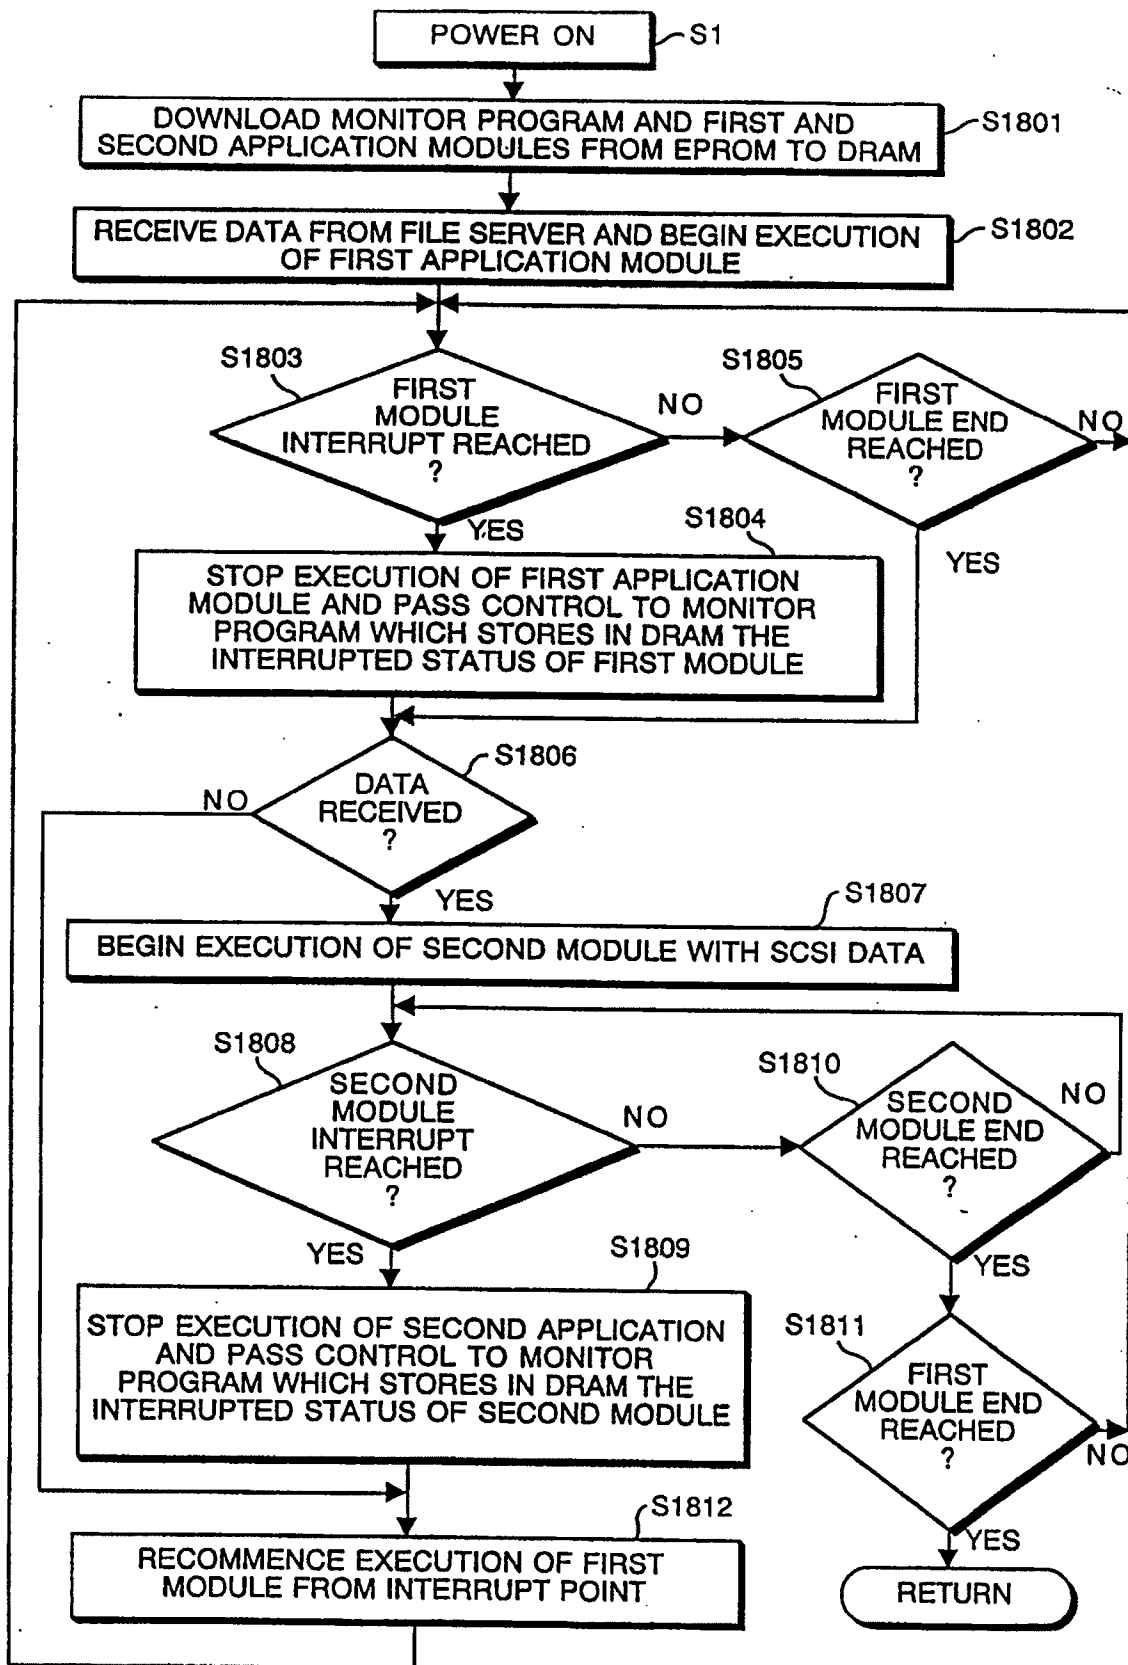 POWER ON
S1
DOWNLOAD MONITOR PROGRAM AND FIRST AND
SECOND APPLICATION MODULES FROM EPROM TO DRAM
S1801
RECEIVE DATA FROM FILE SERVER AND BEGIN EXECUTION
OF FIRST APPLICATION MODULE
S1802
S1803
FIRST
MODULE
INTERRUPT REACHED
?
NO
YES
S1805
FIRST
MODULE END
REACHED
?
NO
YES
S1804
STOP EXECUTION OF FIRST APPLICATION
MODULE AND PASS CONTROL TO MONITOR
PROGRAM WHICH STORES IN DRAM THE
INTERRUPTED STATUS OF FIRST MODULE
S1806
DATA
RECEIVED
?
NO
YES
S1807
BEGIN EXECUTION OF SECOND MODULE WITH SCSI DATA
S1808
SECOND
MODULE
INTERRUPT
REACHED
?
NO
YES
S1810
SECOND
MODULE END
REACHED
?
NO
YES
S1809
STOP EXECUTION OF SECOND APPLICATION
AND PASS CONTROL TO MONITOR
PROGRAM WHICH STORES IN DRAM THE
INTERRUPTED STATUS OF SECOND MODULE
S1811
FIRST
MODULE END
REACHED
?
NO
YES
S1812
RECOMMENCE EXECUTION OF FIRST
MODULE FROM INTERRUPT POINT
RETURN